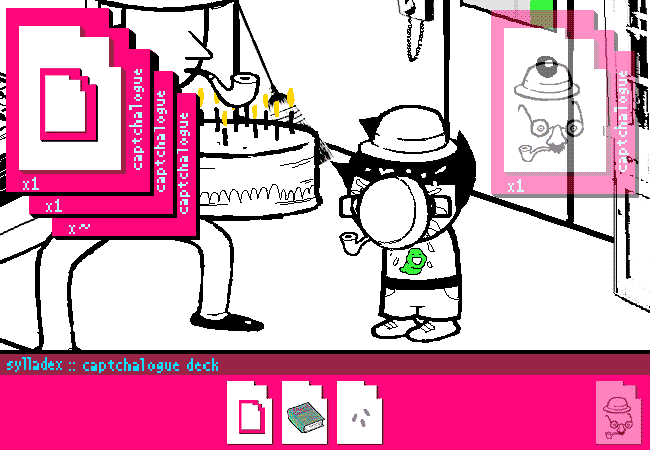 captchalogue
x1
captchalogue
x1
captchalogue
x~
captchalogue
x1
sylladex :: captchalogue deck